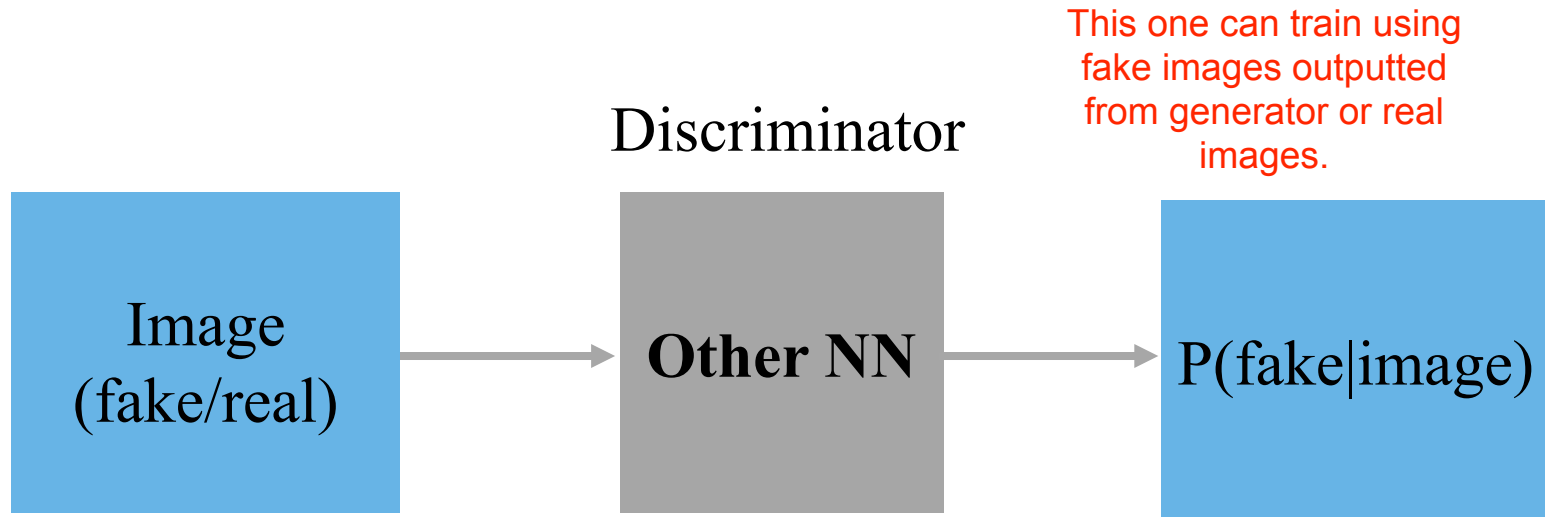 This one can train using
fake images outputted
from generator or real
images.
Discriminator
Image
(fake/real)
Other NN
P(fake|image)